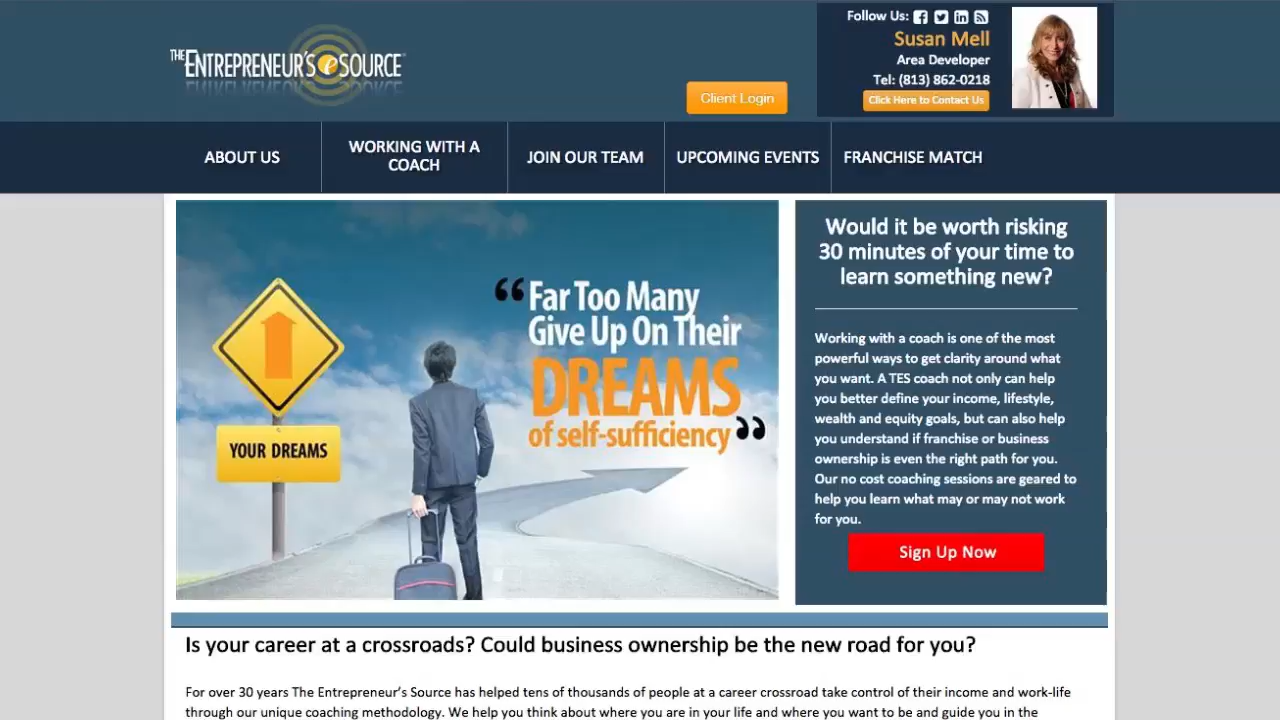 THE ENTREPRENEUR'S eSOURCE
Follow Us:
Susan Mell
Area Developer
Tel: (813) 862-0218
Click Here to Contact Us
Client Login
ABOUT US
WORKING WITH A
COACH
JOIN OUR TEAM
UPCOMING EVENTS
FRANCHISE MATCH
YOUR DREAMS
“Far Too Many
Give Up On Their
DREAMS
of self-sufficiency”
Would it be worth risking
30 minutes of your time to
learn something new?
Working with a coach is one of the most
powerful ways to get clarity around what
you want. A TES coach not only can help
you better define your income, lifestyle,
wealth and equity goals, but can also help
you understand if franchise or business
ownership is even the right path for you.
Our no cost coaching sessions are geared to
help you learn what may or may not work
for you.
Sign Up Now
Is your career at a crossroads? Could business ownership be the new road for you?
For over 30 years The Entrepreneur's Source has helped tens of thousands of people at a career crossroad take control of their income and work-life
through our unique coaching methodology. We help you think about where you are in your life and where you want to be and guide you in the